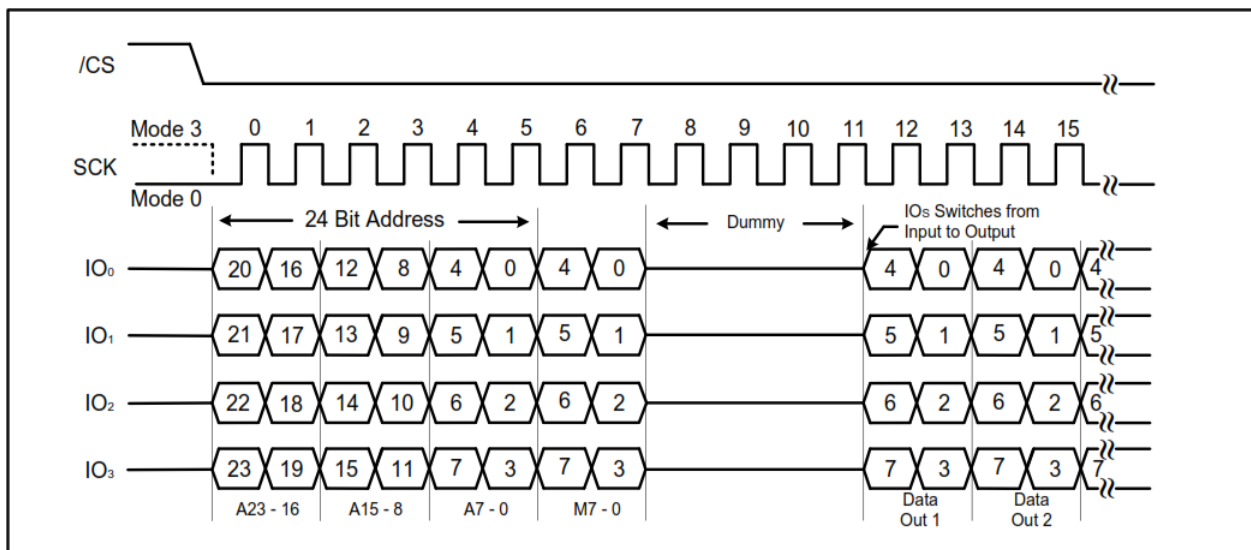 /CS
Mode 3 0 1 2 3 4 5 6 7 8 9 10 11 12 13 14 15
SCK
Mode 0
24 Bit Address Dummy IOs Switches from
Input to Output
IO₀ 20 16 12 8 4 0 4 0 4 0 4 0 4
IO₁ 21 17 13 9 5 1 5 1 5 1 5 1 5
IO₂ 22 18 14 10 6 2 6 2 6 2 6 2 6
IO₃ 23 19 15 11 7 3 7 3 7 3 7 3 7
A23 - 16 A15 - 8 A7 - 0 M7 - 0 Data Data
Out 1 Out 2